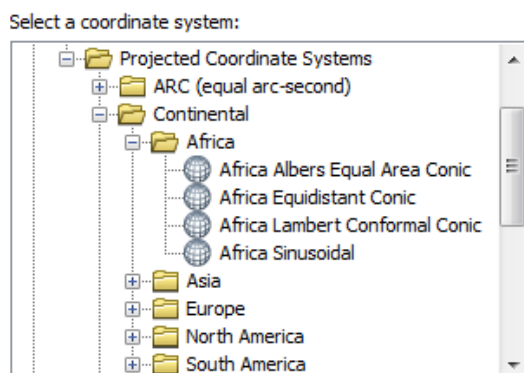 Select a coordinate system:
Projected Coordinate Systems
ARC (equal arc-second)
Continental
Africa
Africa Albers Equal Area Conic
Africa Equidistant Conic
Africa Lambert Conformal Conic
Africa Sinusoidal
Asia
Europe
North America
South America